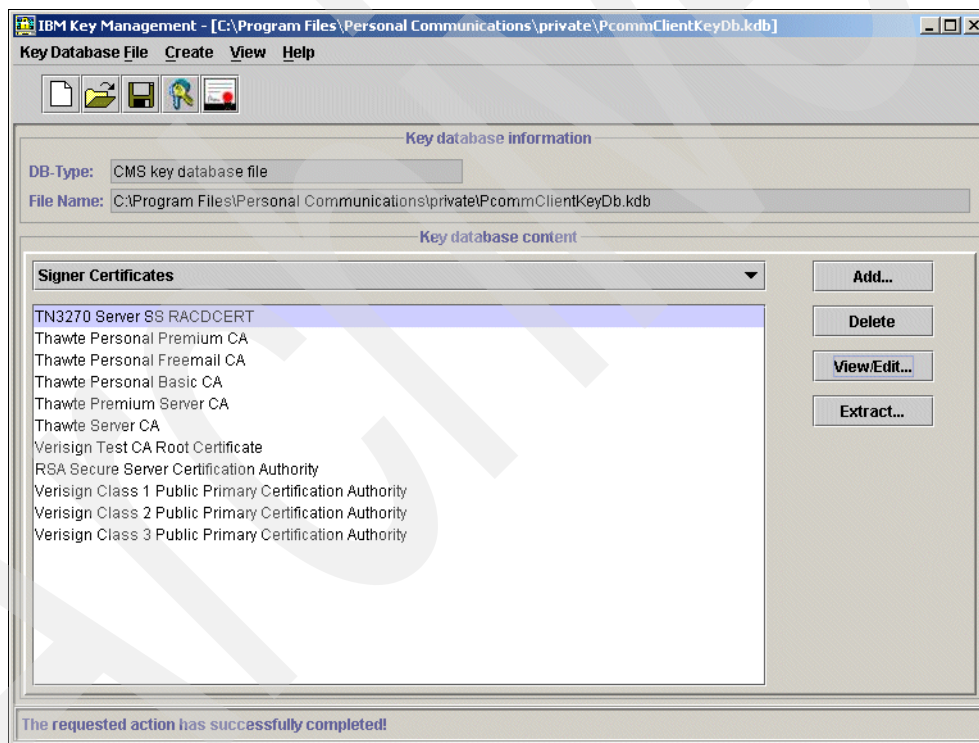 IBM Key Management - [C:\Program Files\Personal Communications\private\PcommClientKeyDb.kdb]
Key Database File Create View Help
Key database information
DB-Type: CMS key database file
File Name: C:\Program Files\Personal Communications\private\PcommClientKeyDb.kdb
Key database content
Signer Certificates
Add...
TN3270 Server SS RACDCERT
Delete
Thawte Personal Premium CA
Thawte Personal Freemail CA
View/Edit...
Thawte Personal Basic CA
Thawte Premium Server CA
Extract...
Thawte Server CA
Verisign Test CA Root Certificate
RSA Secure Server Certification Authority
Verisign Class 1 Public Primary Certification Authority
Verisign Class 2 Public Primary Certification Authority
Verisign Class 3 Public Primary Certification Authority
The requested action has successfully completed!